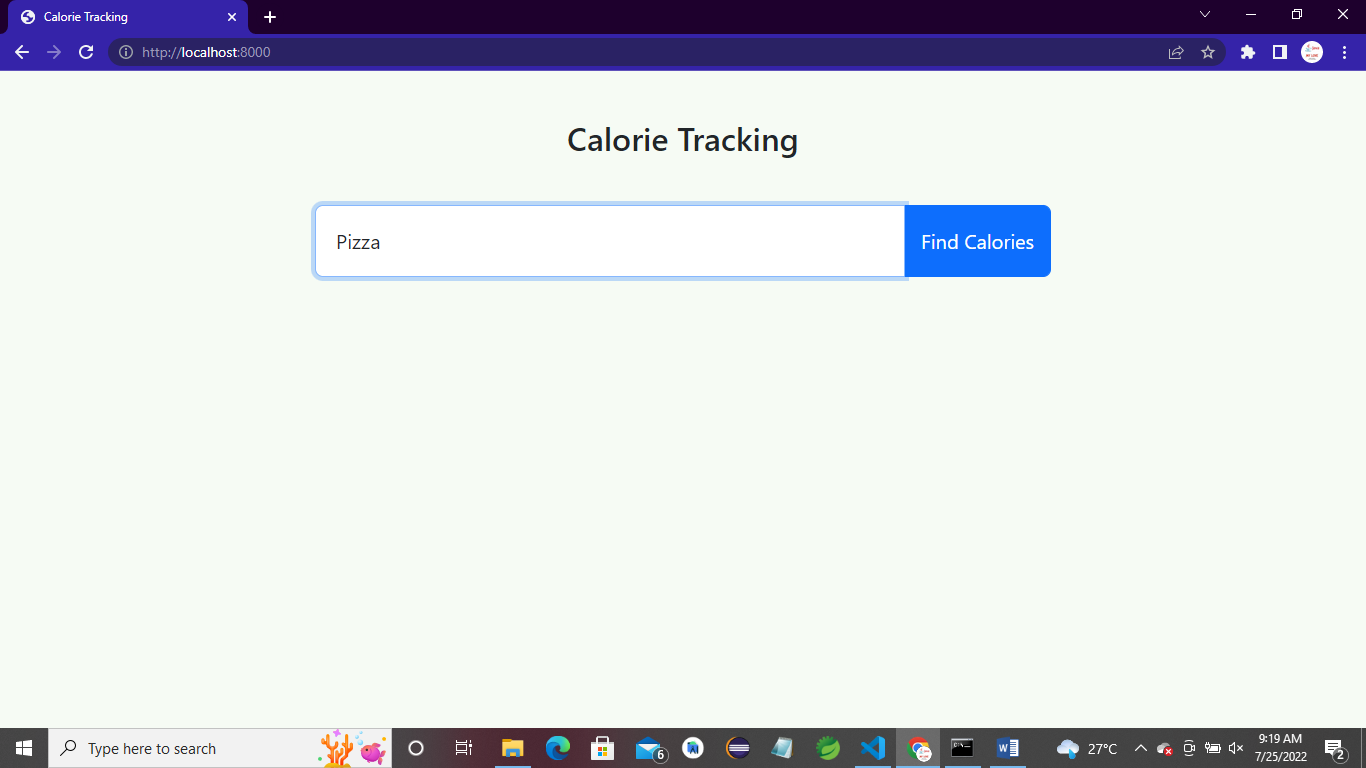 Calorie Tracking
http://localhost:8000
Calorie Tracking
Pizza
Find Calories
Type here to search
6
27°C
9:19 AM
7/25/2022
2